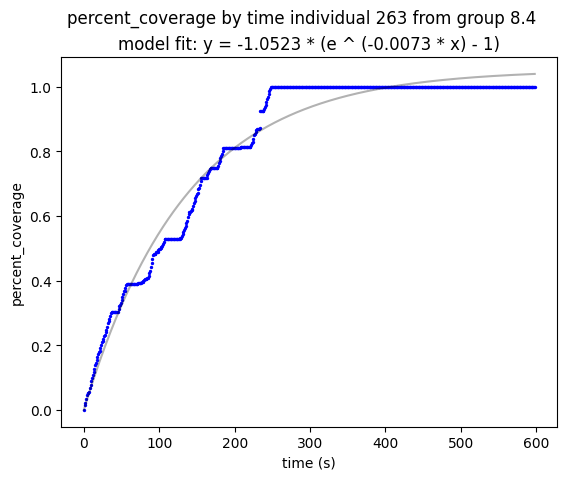 percent_coverage by time individual 263 from group 8.4
model fit: y = -1.0523 * (e ^ (-0.0073 * x) - 1)
1.0
0.8
0.6
0.4
0.2
0.0
percent_coverage
0 100 200 300 400 500 600
time (s)